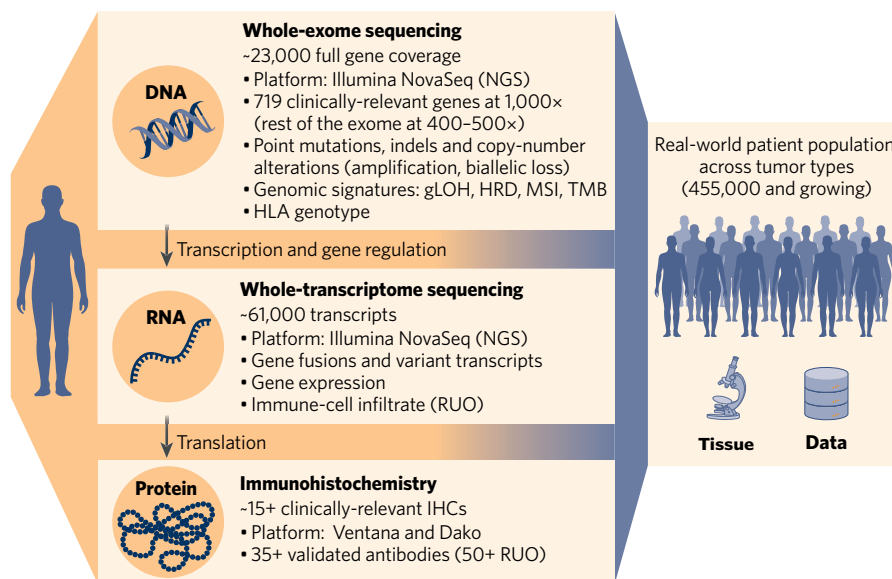 Whole-exome sequencing
DNA
~23,000 full gene coverage
• Platform: Illumina NovaSeq (NGS)
• 719 clinically-relevant genes at 1,000×
(rest of the exome at 400–500×)
• Point mutations, indels and copy-number
alterations (amplification, biallelic loss)
• Genomic signatures: gLOH, HRD, MSI, TMB
• HLA genotype
Transcription and gene regulation
Whole-transcriptome sequencing
RNA
~61,000 transcripts
• Platform: Illumina NovaSeq (NGS)
• Gene fusions and variant transcripts
• Gene expression
• Immune-cell infiltrate (RUO)
Translation
Protein
Immunohistochemistry
~15+ clinically-relevant IHCs
• Platform: Ventana and Dako
• 35+ validated antibodies (50+ RUO)
Real-world patient population
across tumor types
(455,000 and growing)
Tissue
Data